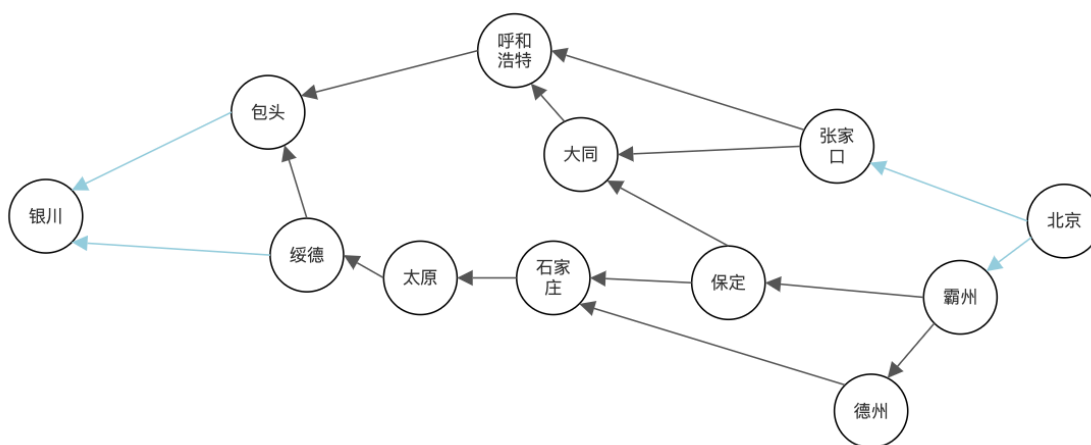 呼和
浩特
包头
张家
口
大同
银川
北京
绥德
太原
石家
庄
保定
霸州
德州